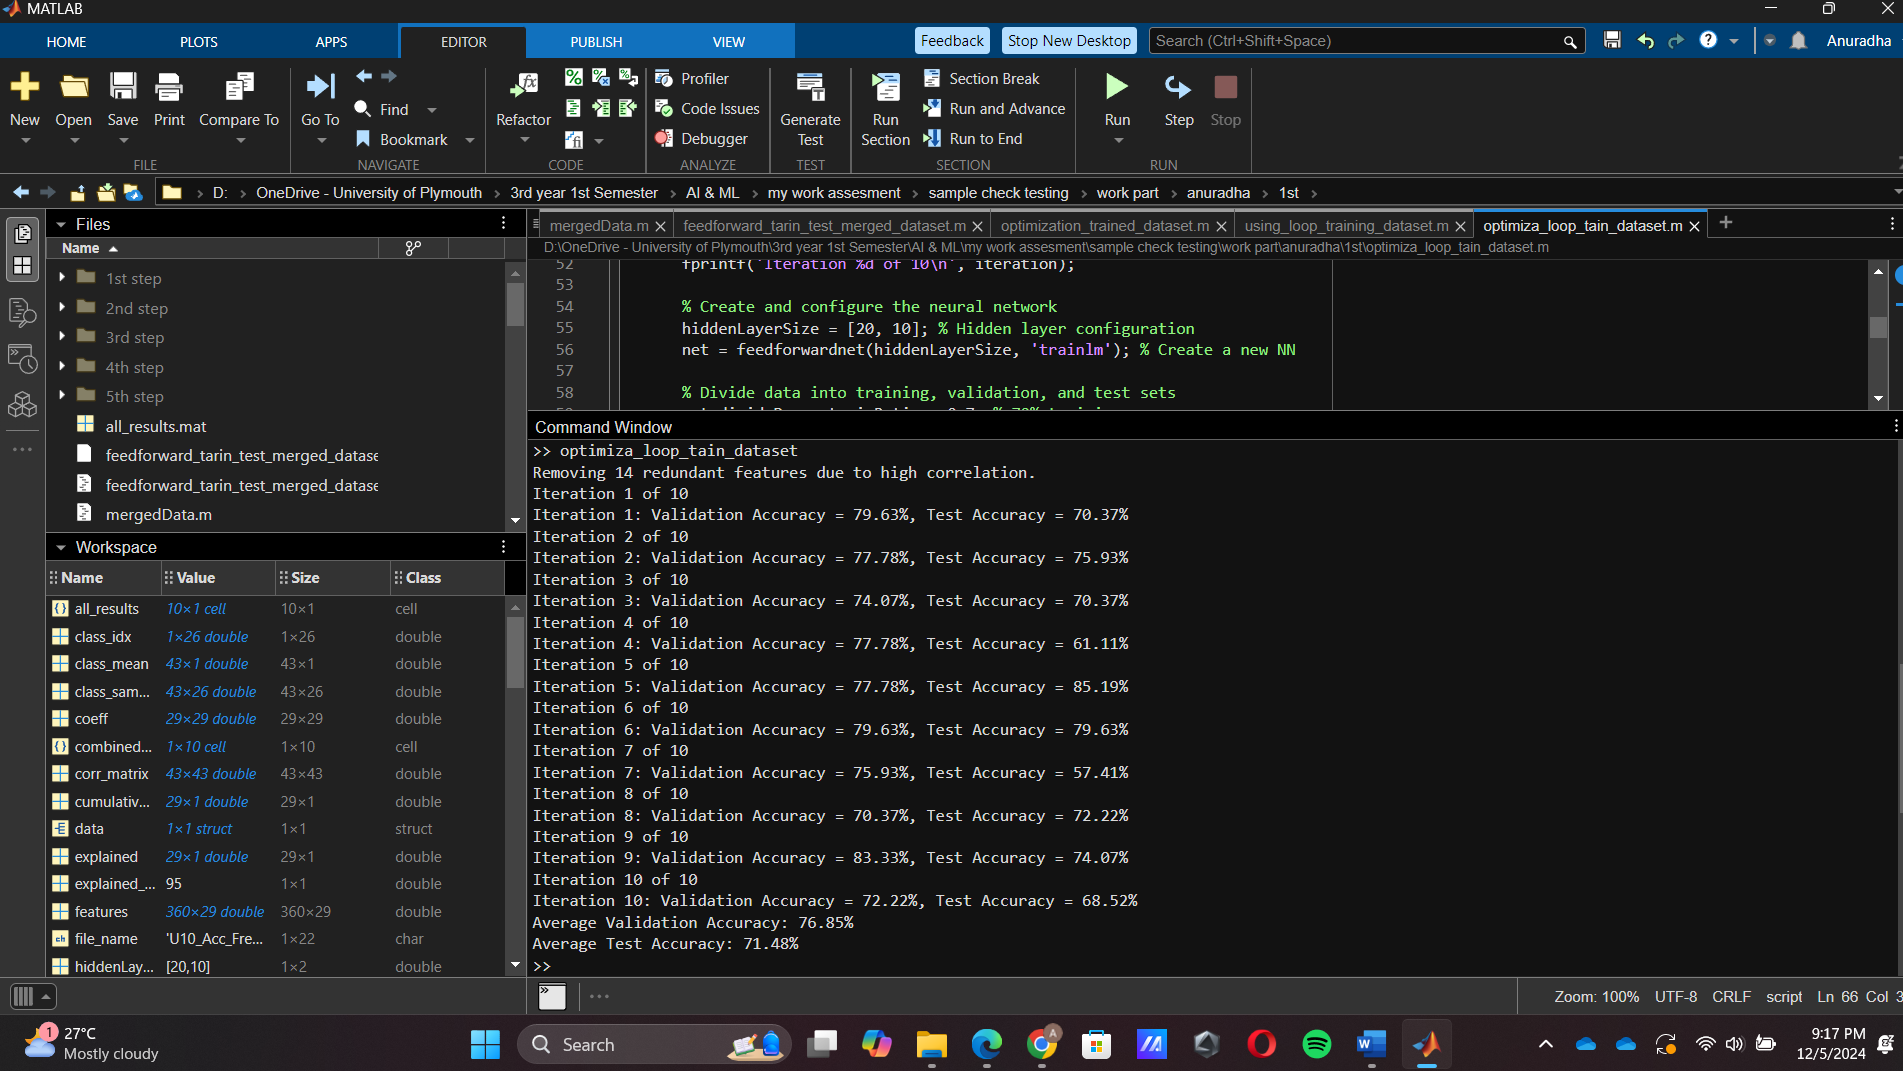 MATLAB
HOME PLOTS APPS EDITOR PUBLISH VIEW Feedback Stop New Desktop Search (Ctrl+Shift+Space) Anuradha
New Open Save Print Compare To
FILE
Go To Find Bookmark
NAVIGATE
Refactor
CODE
Profiler
Code Issues
Debugger
ANALYZE
Generate Test
TEST
Run Section
Section Break
Run and Advance
Run to End
SECTION
Run Step Stop
RUN
D: › OneDrive - University of Plymouth › 3rd year 1st Semester › AI & ML › my work assesment › sample check testing › work part › anuradha › 1st ›
Files
Name
1st step
2nd step
3rd step
4th step
5th step
all_results.mat
feedforward_tarin_test_merged_datase
feedforward_tarin_test_merged_datase
mergedData.m
Workspace
Name Value Size Class
all_results 10×1 cell 10×1 cell
class_idx 1×26 double 1×26 double
class_mean 43×1 double 43×1 double
class_sam... 43×26 double 43×26 double
coeff 29×29 double 29×29 double
combined... 1×10 cell 1×10 cell
corr_matrix 43×43 double 43×43 double
cumulativ... 29×1 double 29×1 double
data 1×1 struct 1×1 struct
explained 29×1 double 29×1 double
explained_... 95 1×1 double
features 360×29 double 360×29 double
file_name 'U10_Acc_Fre... 1×22 char
hiddenLay... [20,10] 1×2 double
mergedData.m feedforward_tarin_test_merged_dataset.m optimization_trained_dataset.m using_loop_training_dataset.m optimiza_loop_tain_dataset.m
D:\OneDrive - University of Plymouth\3rd year 1st Semester\AI & ML\my work assesment\sample check testing\work part\anuradha\1st\optimiza_loop_tain_dataset.m
52 fprintf('Iteration %d of 10\n', iteration);
53
54 % Create and configure the neural network
55 hiddenLayerSize = [20, 10]; % Hidden layer configuration
56 net = feedforwardnet(hiddenLayerSize, 'trainlm'); % Create a new NN
57
58 % Divide data into training, validation, and test sets
Command Window
>> optimiza_loop_tain_dataset
Removing 14 redundant features due to high correlation.
Iteration 1 of 10
Iteration 1: Validation Accuracy = 79.63%, Test Accuracy = 70.37%
Iteration 2 of 10
Iteration 2: Validation Accuracy = 77.78%, Test Accuracy = 75.93%
Iteration 3 of 10
Iteration 3: Validation Accuracy = 74.07%, Test Accuracy = 70.37%
Iteration 4 of 10
Iteration 4: Validation Accuracy = 77.78%, Test Accuracy = 61.11%
Iteration 5 of 10
Iteration 5: Validation Accuracy = 77.78%, Test Accuracy = 85.19%
Iteration 6 of 10
Iteration 6: Validation Accuracy = 79.63%, Test Accuracy = 79.63%
Iteration 7 of 10
Iteration 7: Validation Accuracy = 75.93%, Test Accuracy = 57.41%
Iteration 8 of 10
Iteration 8: Validation Accuracy = 70.37%, Test Accuracy = 72.22%
Iteration 9 of 10
Iteration 9: Validation Accuracy = 83.33%, Test Accuracy = 74.07%
Iteration 10 of 10
Iteration 10: Validation Accuracy = 72.22%, Test Accuracy = 68.52%
Average Validation Accuracy: 76.85%
Average Test Accuracy: 71.48%
>>
Zoom: 100% UTF-8 CRLF script Ln 66 Col 3
1 27°C
Mostly cloudy
Search
9:17 PM
12/5/2024